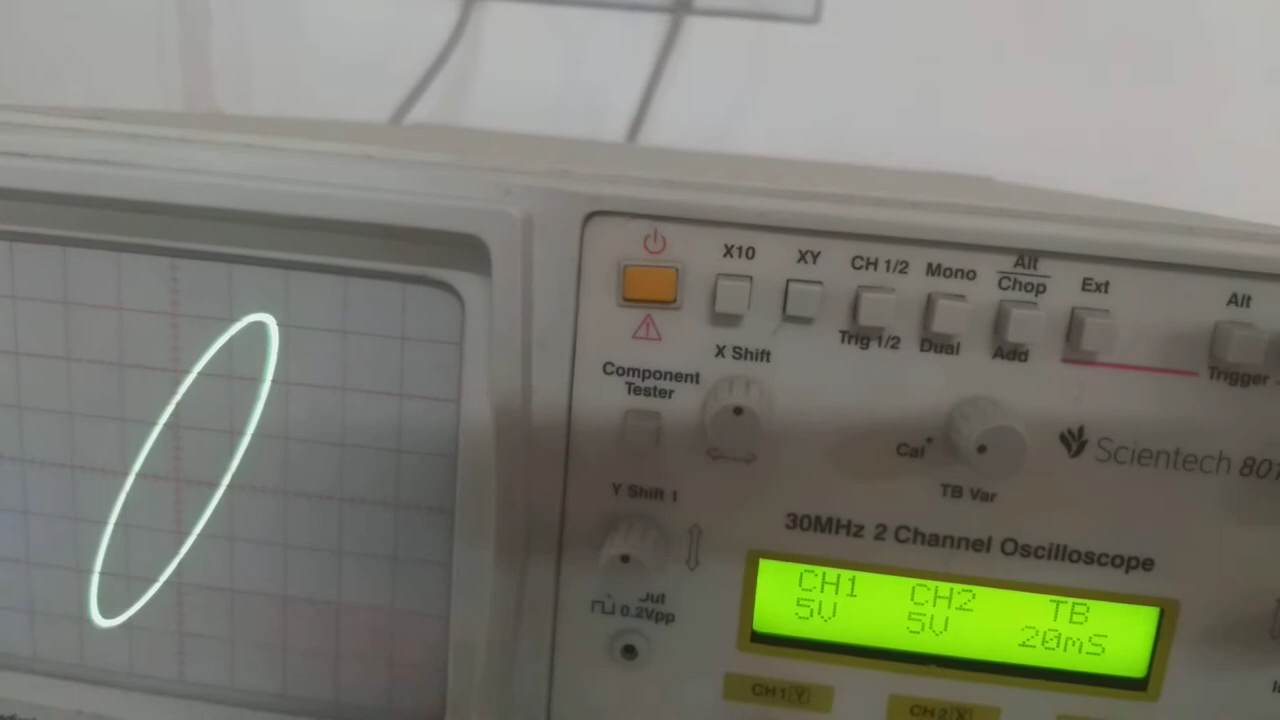 X10
XY
CH 1/2
Mono
Alt
Chop
Ext
Alt
Trig 1/2
Dual
Add
Trigger
X Shift
Component
Tester
Cal
Scientech
TB Var
Y Shift 1
30MHz 2 Channel Oscilloscope
CH1 CH2 TB
5V 5V 20mS
0.2Vpp
CH1 Y
CH2 X